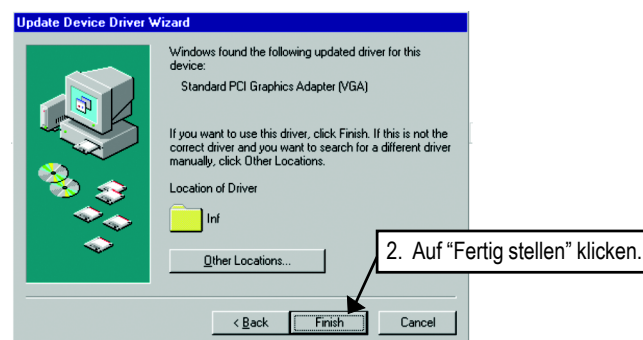 Update Device Driver Wizard
Windows found the following updated driver for this
device:
Standard PCI Graphics Adapter (VGA)
If you want to use this driver, click Finish. If this is not the
correct driver and you want to search for a different driver
manually, click Other Locations.
Location of Driver
Inf
Other Locations...
2. Auf “Fertig stellen” klicken.
< Back
Finish
Cancel